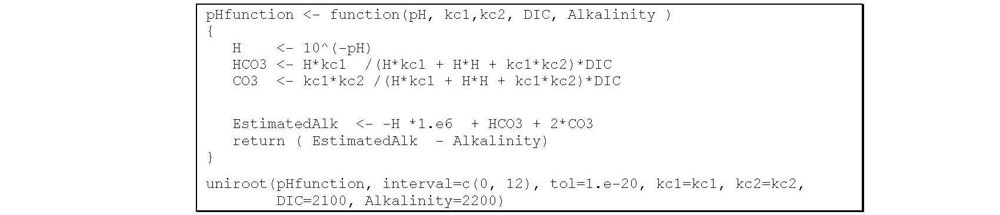 pHfunction <- function(pH, kc1,kc2, DIC, Alkalinity )
{
   H    <- 10^(-pH)
   HCO3 <- H*kc1  /(H*kc1 + H*H + kc1*kc2)*DIC
   CO3  <- kc1*kc2 /(H*kc1 + H*H + kc1*kc2)*DIC
   EstimatedAlk  <- -H *1.e6  + HCO3 + 2*CO3
   return ( EstimatedAlk  - Alkalinity)
}
uniroot(pHfunction, interval=c(0, 12), tol=1.e-20, kc1=kc1, kc2=kc2,
        DIC=2100, Alkalinity=2200)